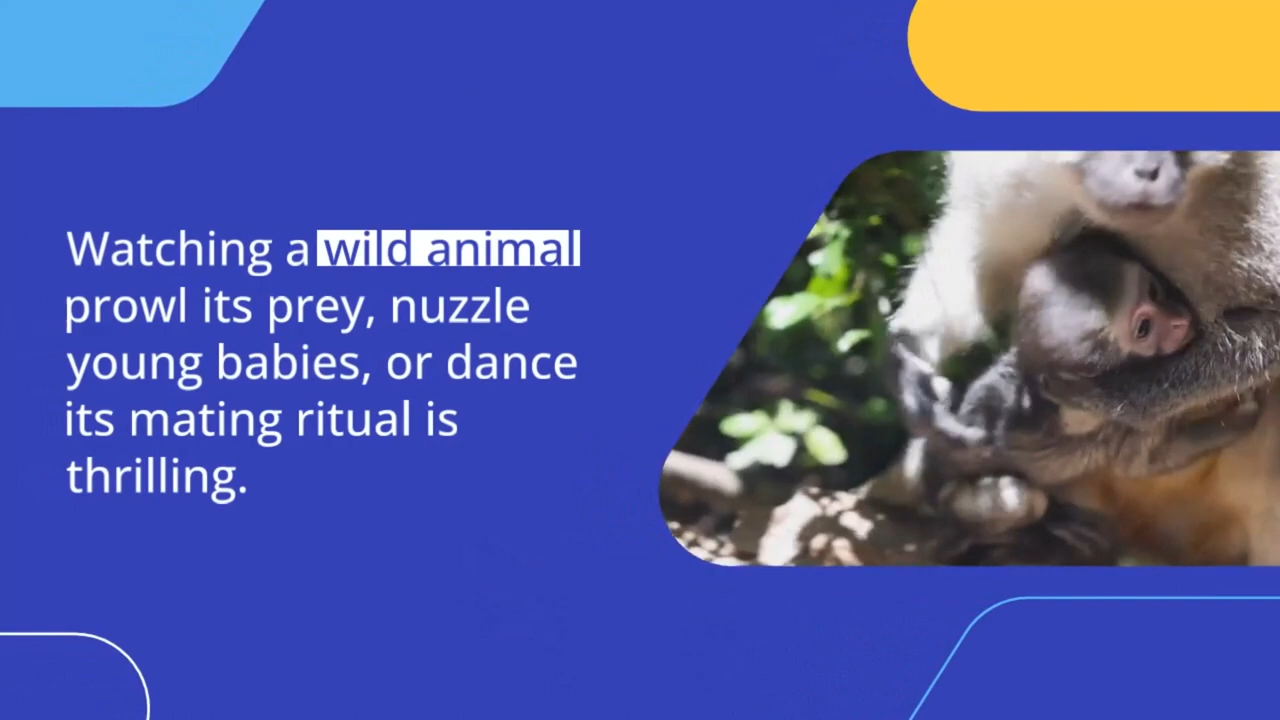 Watching a wild animal
prowl its prey, nuzzle
young babies, or dance
its mating ritual is
thrilling.